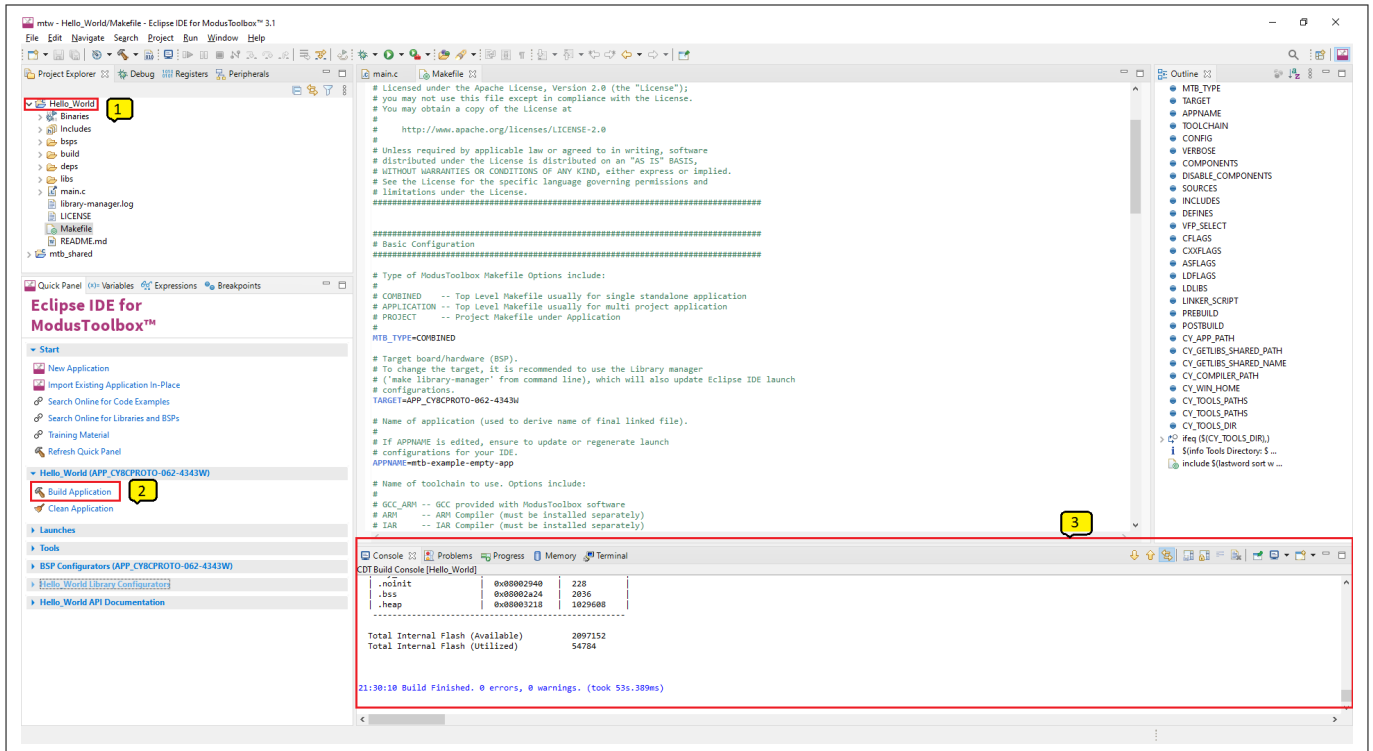 mtw - Hello_World/Makefile - Eclipse IDE for ModusToolbox™ 3.1
File Edit Navigate Search Project Run Window Help
Project Explorer Debug Registers Peripherals
Hello_World
1
Binaries
Includes
bsps
build
deps
libs
main.c
library-manager.log
LICENSE
Makefile
README.md
mtb_shared
Quick Panel (x)= Variables Expressions Breakpoints
Eclipse IDE for
ModusToolbox™
Start
New Application
Import Existing Application In-Place
Search Online for Code Examples
Search Online for Libraries and BSPs
Training Material
Refresh Quick Panel
Hello_World (APP_CY8CPROTO-062-4343W)
Build Application
2
Clean Application
Launches
Tools
BSP Configurators (APP_CY8CPROTO-062-4343W)
Hello_World Library Configurators
Hello_World API Documentation
main.c Makefile
# Licensed under the Apache License, Version 2.0 (the "License");
# you may not use this file except in compliance with the License.
# You may obtain a copy of the License at
#
#     http://www.apache.org/licenses/LICENSE-2.0
#
# Unless required by applicable law or agreed to in writing, software
# distributed under the License is distributed on an "AS IS" BASIS,
# WITHOUT WARRANTIES OR CONDITIONS OF ANY KIND, either express or implied.
# See the License for the specific language governing permissions and
# limitations under the License.
################################################################################
################################################################################
# Basic Configuration
################################################################################
# Type of ModusToolbox Makefile Options include:
#
# COMBINED    -- Top Level Makefile usually for single standalone application
# APPLICATION -- Top Level Makefile usually for multi project application
# PROJECT     -- Project Makefile under Application
#
MTB_TYPE=COMBINED
# Target board/hardware (BSP).
# To change the target, it is recommended to use the Library manager
# ('make library-manager' from command line), which will also update Eclipse IDE launch
# configurations.
TARGET=APP_CY8CPROTO-062-4343W
# Name of application (used to derive name of final linked file).
#
# If APPNAME is edited, ensure to update or regenerate launch
# configurations for your IDE.
APPNAME=mtb-example-empty-app
# Name of toolchain to use. Options include:
#
# GCC_ARM -- GCC provided with ModusToolbox software
# ARM     -- ARM Compiler (must be installed separately)
# IAR     -- IAR Compiler (must be installed separately)
3
Outline
MTB_TYPE
TARGET
APPNAME
TOOLCHAIN
CONFIG
VERBOSE
COMPONENTS
DISABLE_COMPONENTS
SOURCES
INCLUDES
DEFINES
VFP_SELECT
CFLAGS
CXXFLAGS
ASFLAGS
LDFLAGS
LDLIBS
LINKER_SCRIPT
PREBUILD
POSTBUILD
CY_APP_PATH
CY_GETLIBS_SHARED_PATH
CY_GETLIBS_SHARED_NAME
CY_COMPILER_PATH
CY_WIN_HOME
CY_TOOLS_PATHS
CY_TOOLS_PATHS
CY_TOOLS_DIR
ifeq ($(CY_TOOLS_DIR),)
$(info Tools Directory: $ ...
include $(lastword sort w ...
Console Problems Progress Memory Terminal
CDT Build Console [Hello_World]
| .noinit | 0x08002940 | 228 |
| .bss | 0x08002a24 | 2036 |
| .heap | 0x08003218 | 1029608 |
Total Internal Flash (Available) 2097152
Total Internal Flash (Utilized) 54784
21:30:10 Build Finished. 0 errors, 0 warnings. (took 53s.389ms)